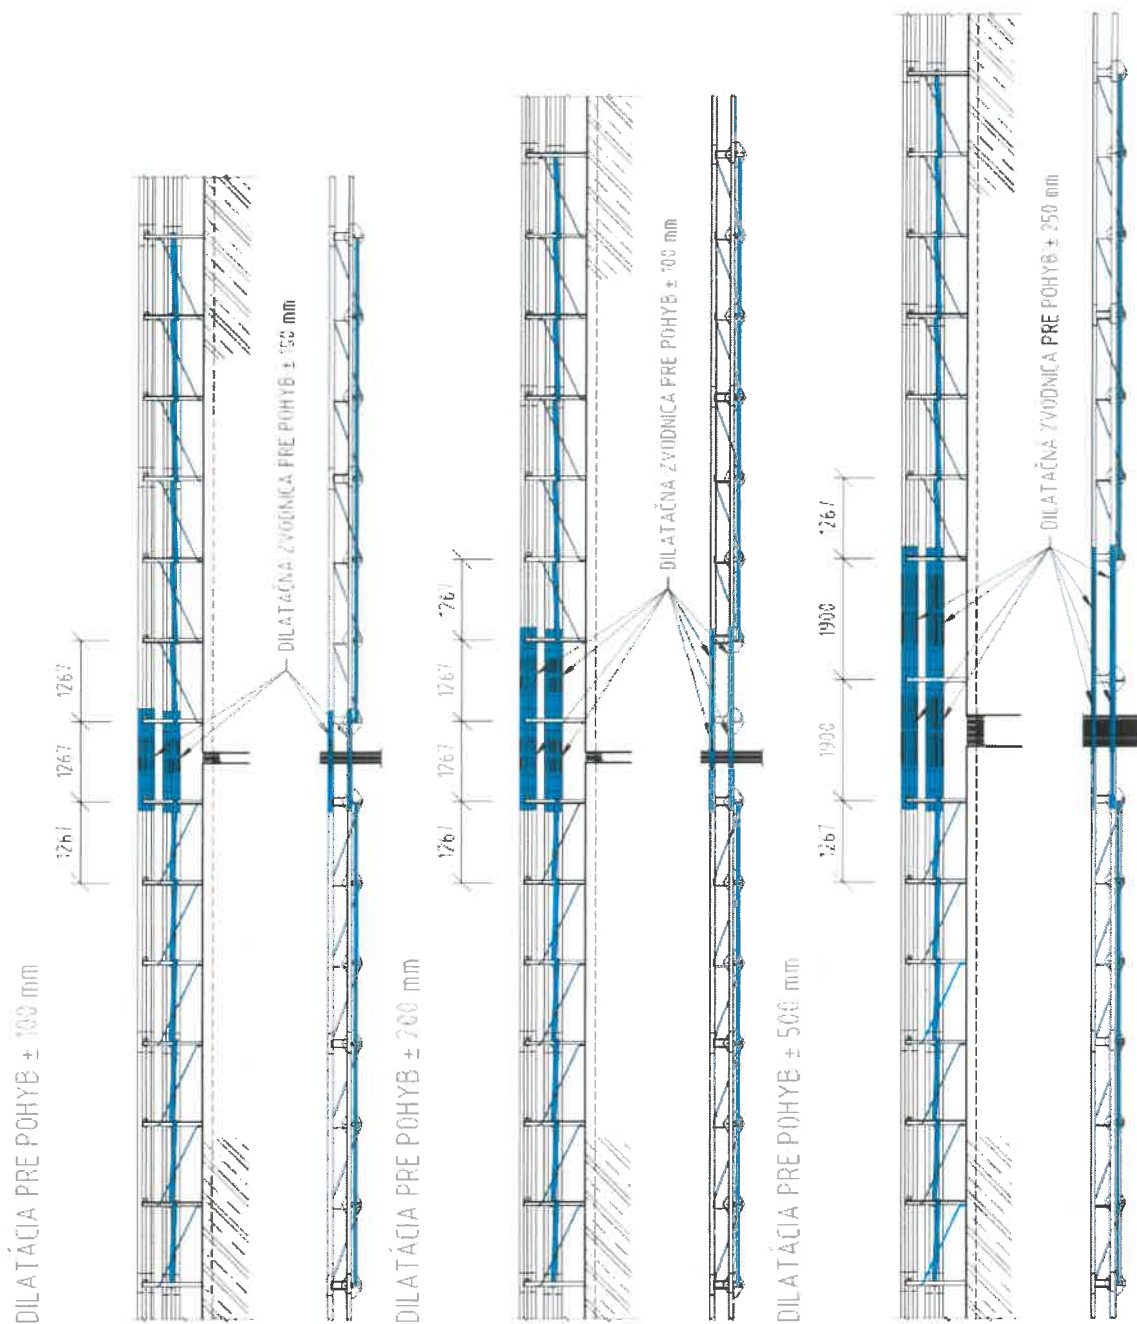 DILATÁCIA PRE POHYB ± 100 mm
1267
1267
1267
DILATAČNÁ ZVODNICA PRE POHYB ± 100 mm
DILATÁCIA PRE POHYB ± 200 mm
1267
1267
1267
1267
DILATAČNÁ ZVODNICA PRE POHYB ± 100 mm
DILATÁCIA PRE POHYB ± 500 mm
1267
1900
1900
1267
DILATAČNÁ ZVODNICA PRE POHYB ± 250 mm